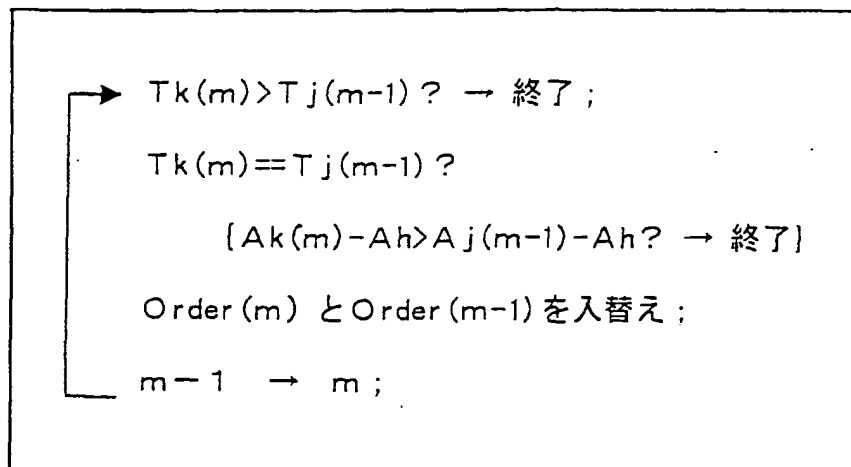 Tk(m)>Tj(m-1)? → 終了;
Tk(m)==Tj(m-1)?
{Ak(m)-Ah>Aj(m-1)-Ah? → 終了}
Order(m) とOrder(m-1)を入替え;
m-1 → m;